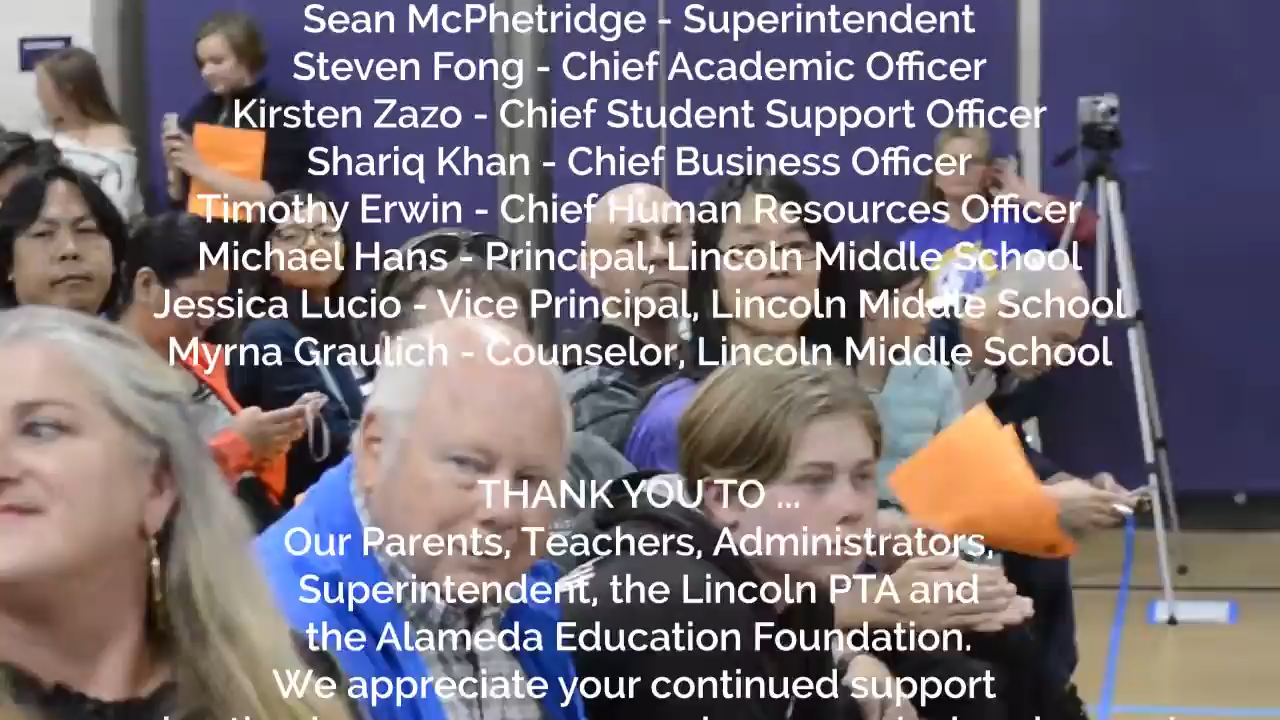 Sean McPhetridge - Superintendent
Steven Fong - Chief Academic Officer
Kirsten Zazo - Chief Student Support Officer
Shariq Khan - Chief Business Officer
Timothy Erwin - Chief Human Resources Officer
Michael Hans - Principal, Lincoln Middle School
Jessica Lucio - Vice Principal, Lincoln Middle School
Myrna Graulich - Counselor, Lincoln Middle School
THANK YOU TO ...
Our Parents, Teachers, Administrators,
Superintendent, the Lincoln PTA and
the Alameda Education Foundation.
We appreciate your continued support